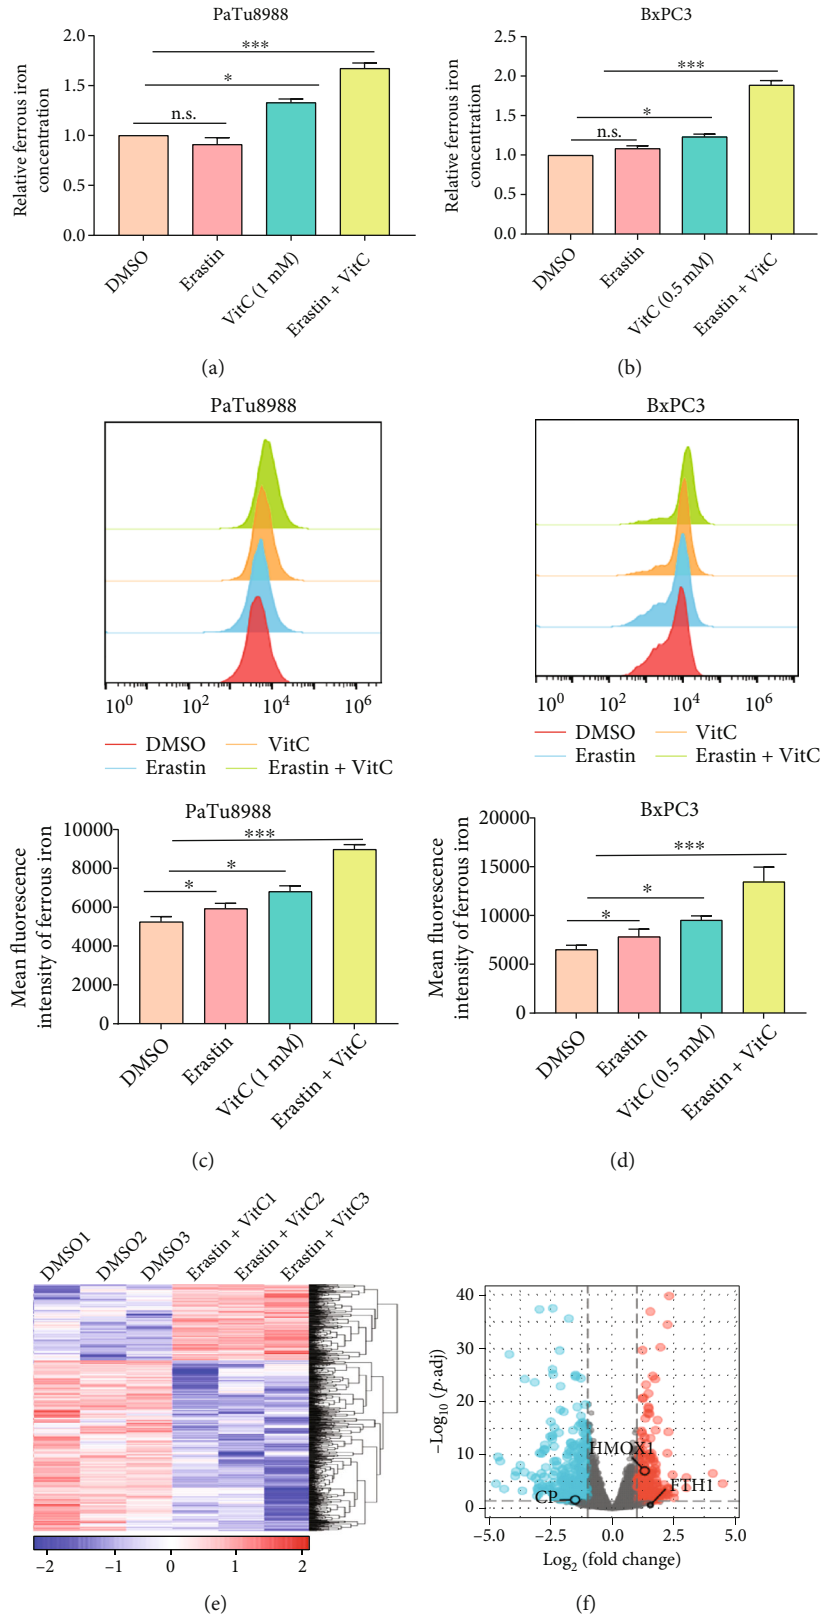 PaTu8988
Relative ferrous iron
concentration
2.0
1.5
1.0
0.5
0.0
***
*
n.s.
DMSO
Erastin
VitC (1 mM)
Erastin + VitC
(a)
BxPC3
Relative ferrous iron
concentration
2.5
2.0
1.5
1.0
0.5
0.0
***
*
n.s.
DMSO
Erastin
VitC (0.5 mM)
Erastin + VitC
(b)
PaTu8988
10^0 10^2 10^4 10^6
DMSO VitC
Erastin Erastin + VitC
PaTu8988
Mean fluorescence
intensity of ferrous iron
10000
8000
6000
4000
2000
0
***
*
*
DMSO
Erastin
VitC (1 mM)
Erastin + VitC
(c)
BxPC3
10^0 10^2 10^4 10^6
DMSO VitC
Erastin Erastin + VitC
BxPC3
Mean fluorescence
intensity of ferrous iron
20000
15000
10000
5000
0
***
*
*
DMSO
Erastin
VitC (0.5 mM)
Erastin + VitC
(d)
DMSO1
DMSO2
DMSO3
Erastin + VitC1
Erastin + VitC2
Erastin + VitC3
−2 −1 0 1 2
(e)
−Log10 (p·adj)
40
30
20
10
0
HMOX1
FTH1
CP
−5.0 −2.5 0.0 2.5 5.0
Log2 (fold change)
(f)